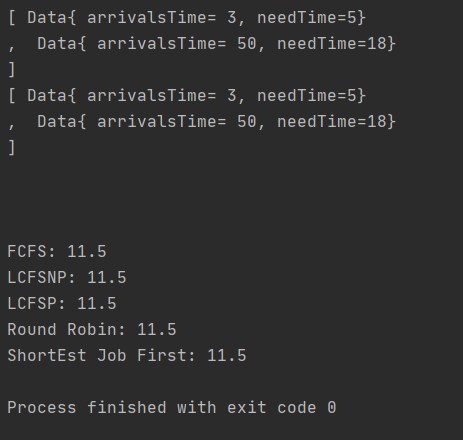 [ Data{ arrivalsTime= 3, needTime=5}
,  Data{ arrivalsTime= 50, needTime=18}
]
[ Data{ arrivalsTime= 3, needTime=5}
,  Data{ arrivalsTime= 50, needTime=18}
]
FCFS: 11.5
LCFSNP: 11.5
LCFSP: 11.5
Round Robin: 11.5
ShortEst Job First: 11.5
Process finished with exit code 0